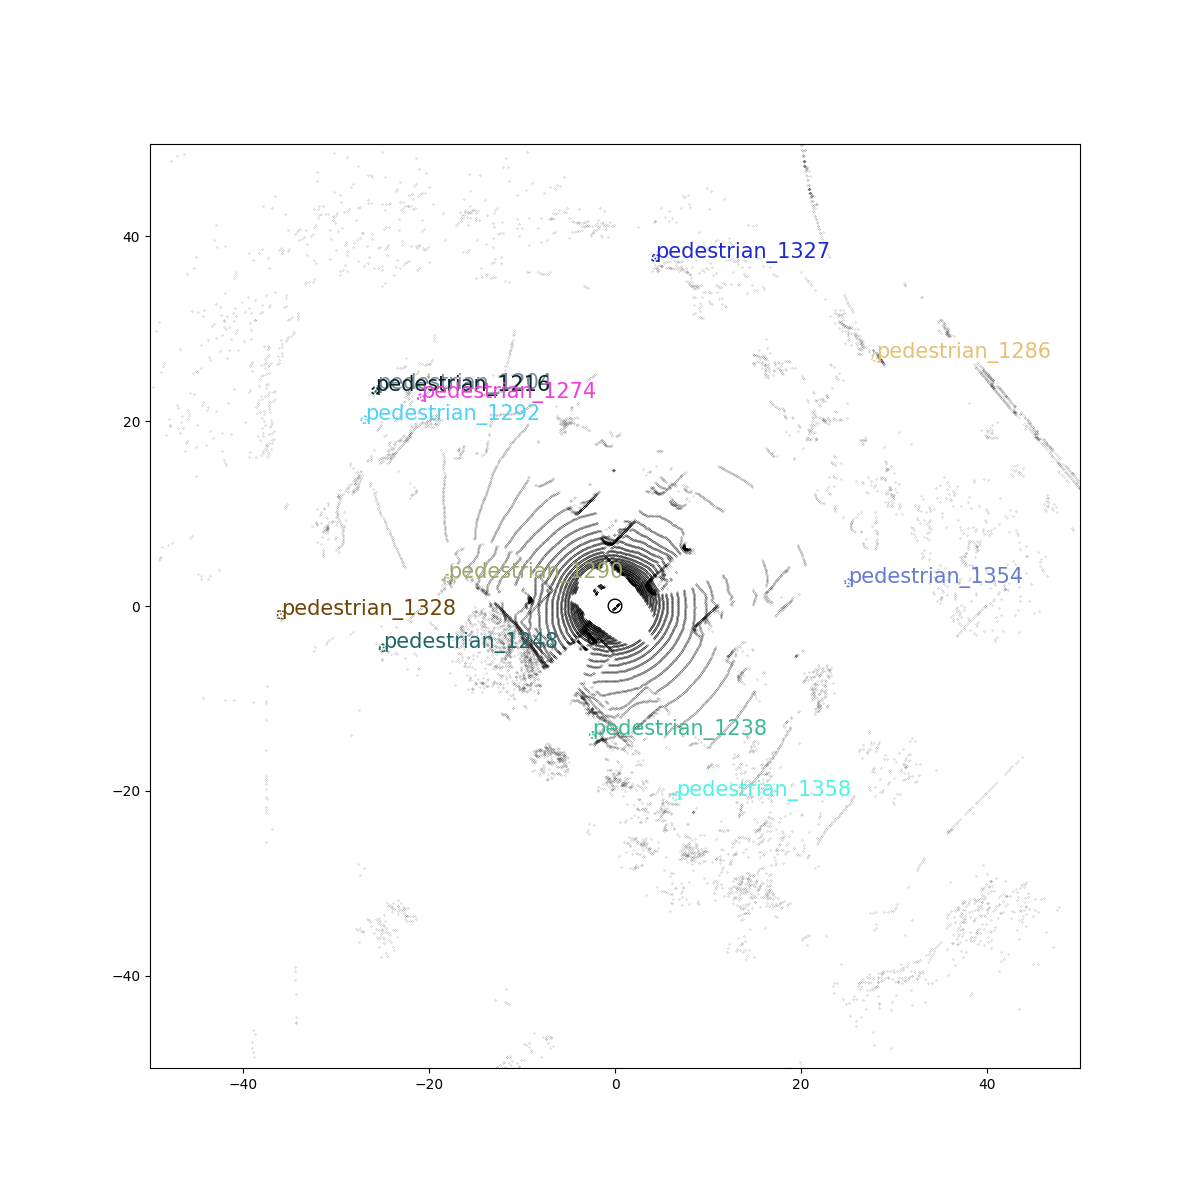 40
pedestrian_1327
pedestrian_1286
pedestrian_1216
pedestrian_1274
20
pedestrian_1292
pedestrian_1290
pedestrian_1354
0
pedestrian_1328
pedestrian_1248
pedestrian_1238
−20
pedestrian_1358
−40
−40
−20
0
20
40